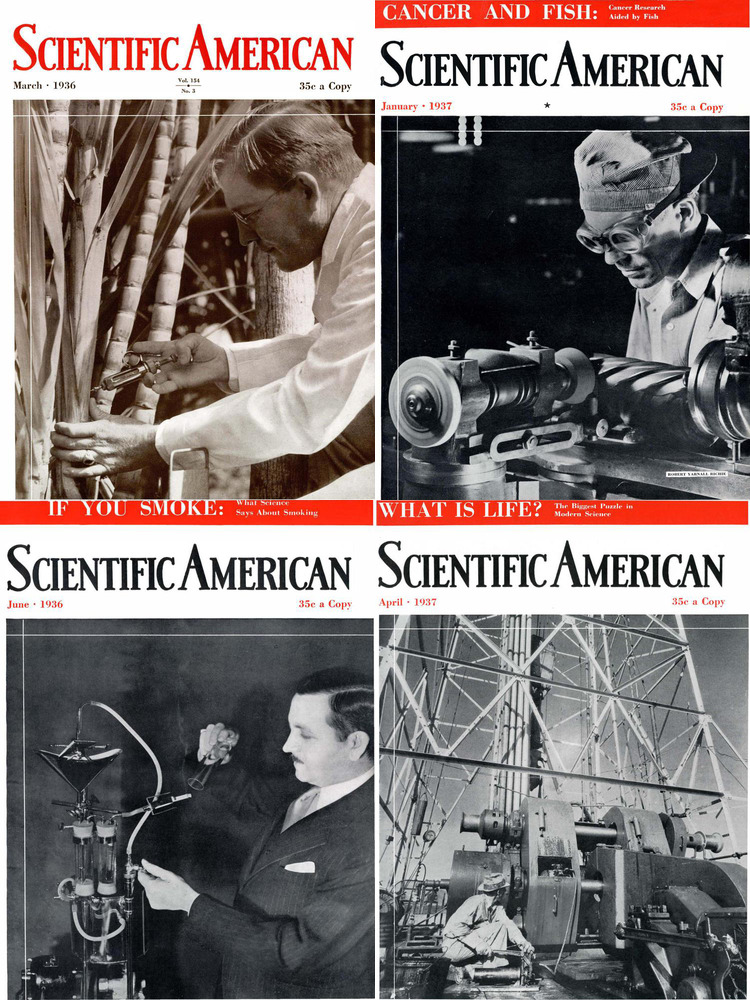 SCIENTIFIC AMERICAN
March · 1936
Vol. 154
No. 3
35c a Copy
CANCER AND FISH:
Cancer Research
Aided by Fish
SCIENTIFIC AMERICAN
January · 1937
35c a Copy
ROBERT YARNALL RICHIE
IF YOU SMOKE:
What Science
Says About Smoking
SCIENTIFIC AMERICAN
June · 1936
35c a Copy
WHAT IS LIFE?
The Biggest Puzzle in
Modern Science
SCIENTIFIC AMERICAN
April · 1937
35c a Copy